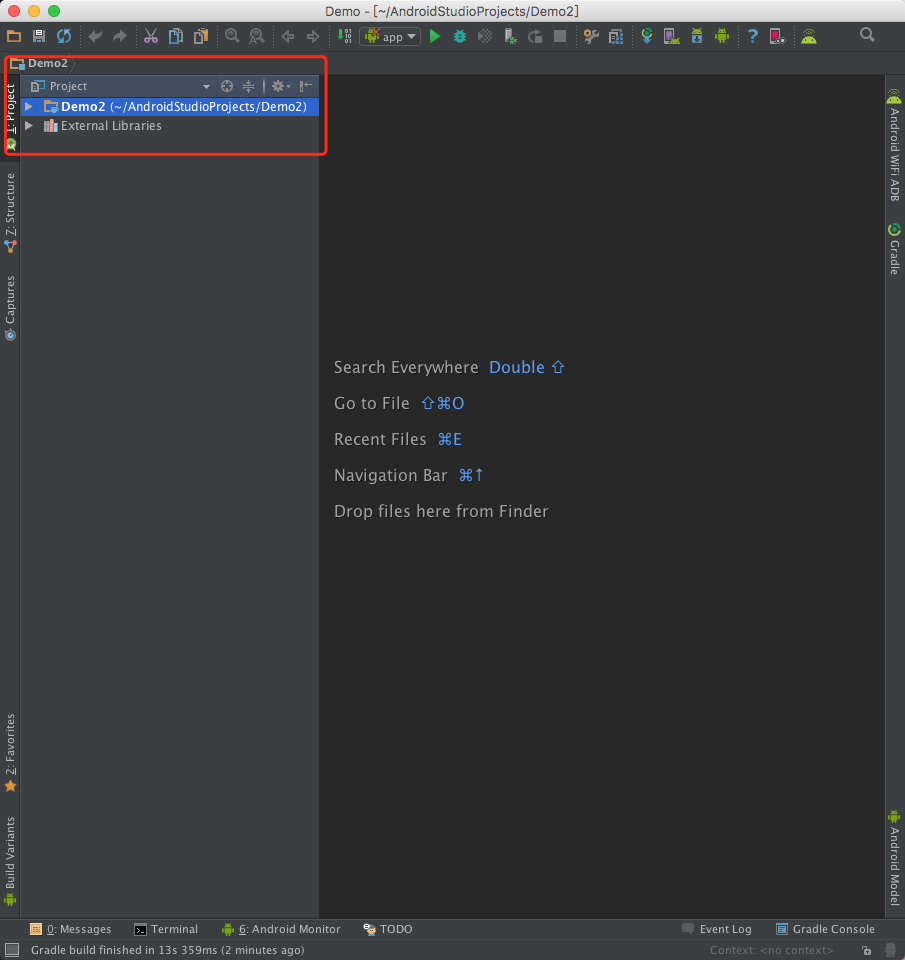 Demo - [~/AndroidStudioProjects/Demo2]
app
Demo2
Project
Demo2 (~/AndroidStudioProjects/Demo2)
External Libraries
1: Project
Z: Structure
Captures
2: Favorites
Build Variants
Search Everywhere Double ⇧
Go to File ⇧⌘O
Recent Files ⌘E
Navigation Bar ⌘↑
Drop files here from Finder
Android WiFi ADB
Gradle
Android Model
0: Messages Terminal 6: Android Monitor TODO Event Log Gradle Console
Gradle build finished in 13s 359ms (2 minutes ago) Context: <no context>